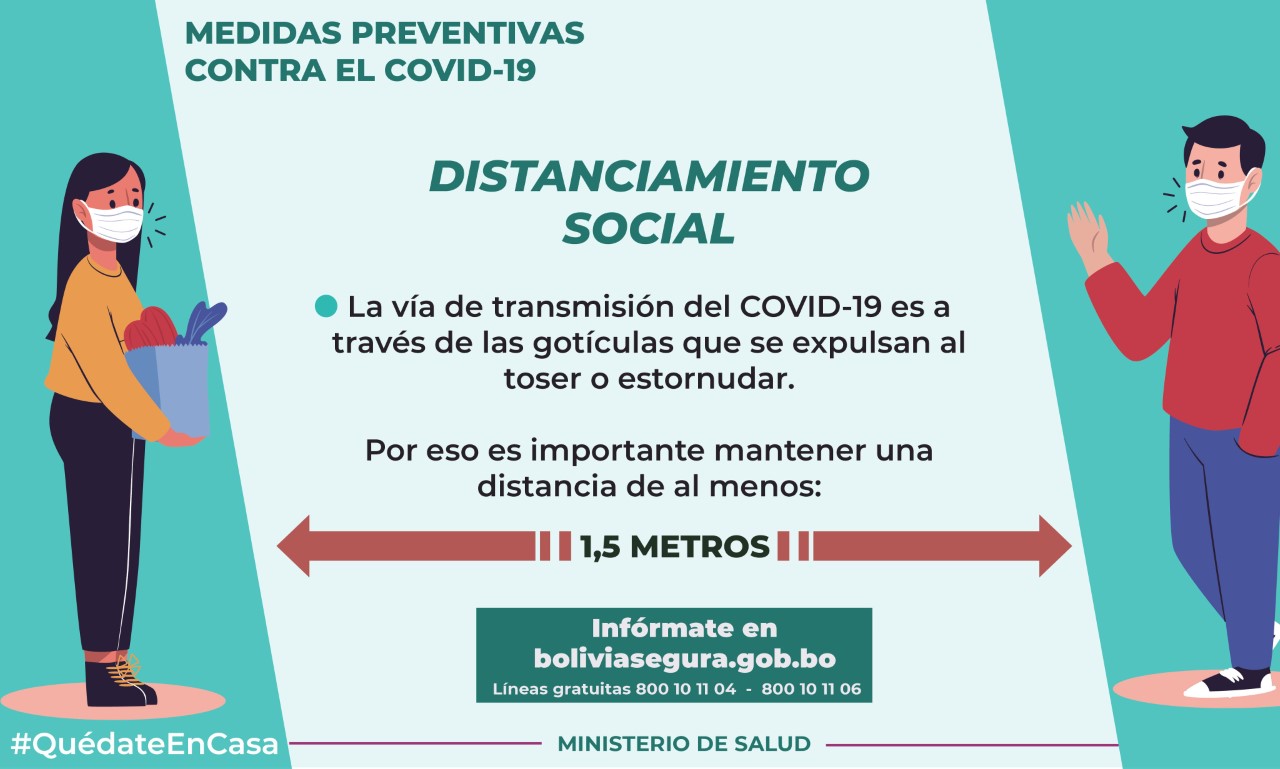 MEDIDAS PREVENTIVAS
CONTRA EL COVID-19
DISTANCIAMIENTO
SOCIAL
La vía de transmisión del COVID-19 es a
través de las gotículas que se expulsan al
toser o estornudar.
Por eso es importante mantener una
distancia de al menos:
1,5 METROS
Infórmate en
boliviasegura.gob.bo
Líneas gratuitas 800 10 11 04 - 800 10 11 06
#QuédateEnCasa
MINISTERIO DE SALUD